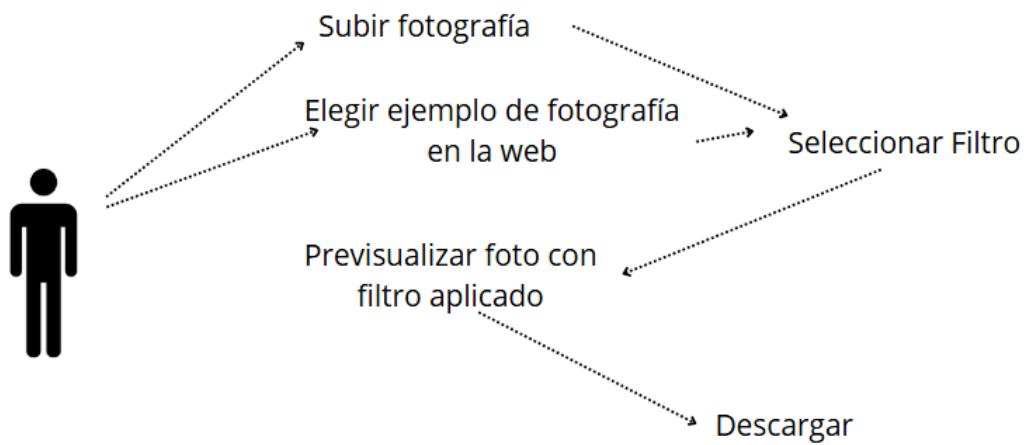 Subir fotografía
Elegir ejemplo de fotografía
en la web
Seleccionar Filtro
Previsualizar foto con
filtro aplicado
Descargar